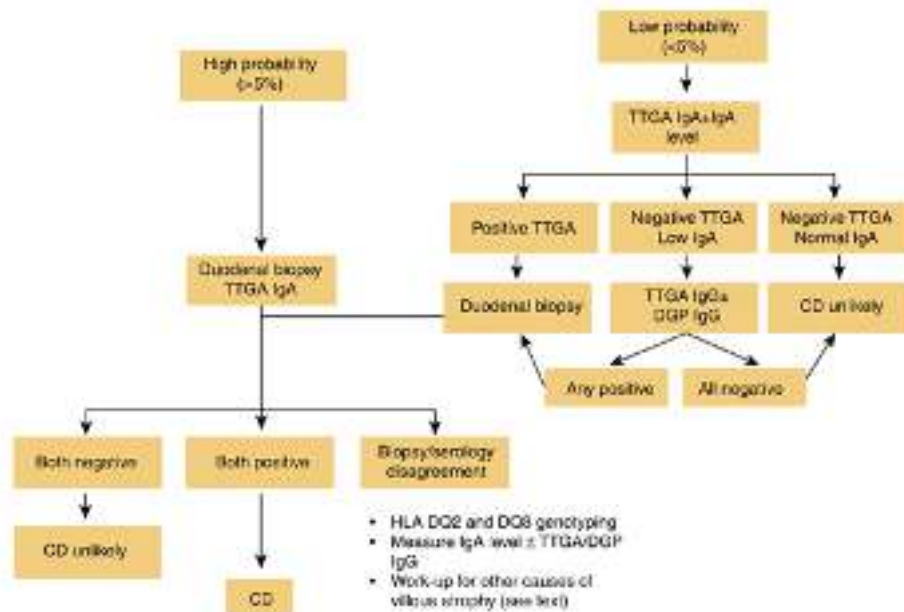 High probability
(>5%)
Low probability
(<5%)
TTGA IgA±IgA
level
Positive TTGA
Negative TTGA
Low IgA
Negative TTGA
Normal IgA
Duodenal biopsy
TTGA IgA
Duodenal biopsy
TTGA IgG±
DGP IgG
CD unlikely
Any positive
All negative
Both negative
Both positive
Biopsy/serology
disagreement
CD unlikely
CD
• HLA DQ2 and DQ8 genotyping
• Measure IgA level ± TTGA/DGP
IgG
• Work-up for other causes of
villous atrophy (see text)